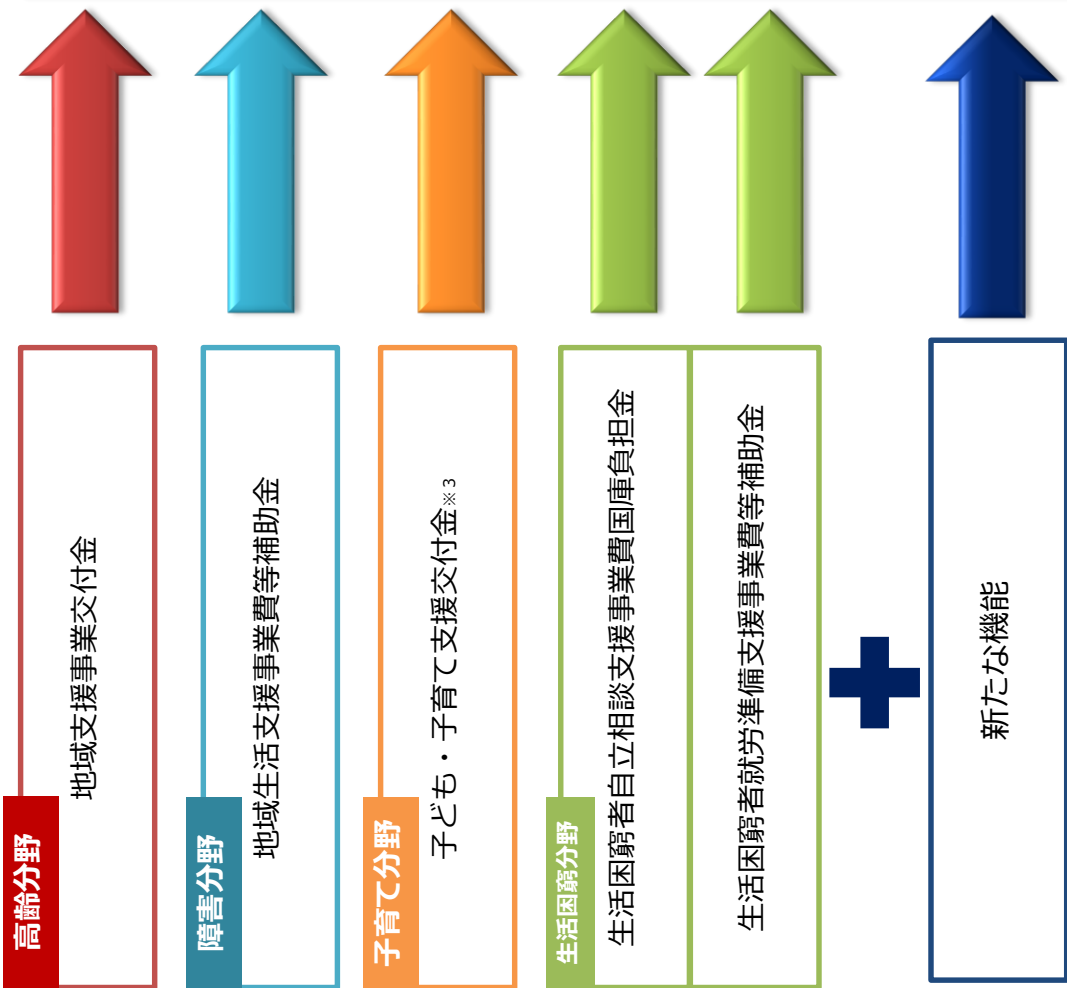 高齢分野
地域支援事業交付金
障害分野
地域生活支援事業費等補助金
子育て分野
子ども・子育て支援交付金※3
生活困窮分野
生活困窮者自立相談支援事業費国庫負担金
生活困窮者就労準備支援事業費等補助金
新たな機能